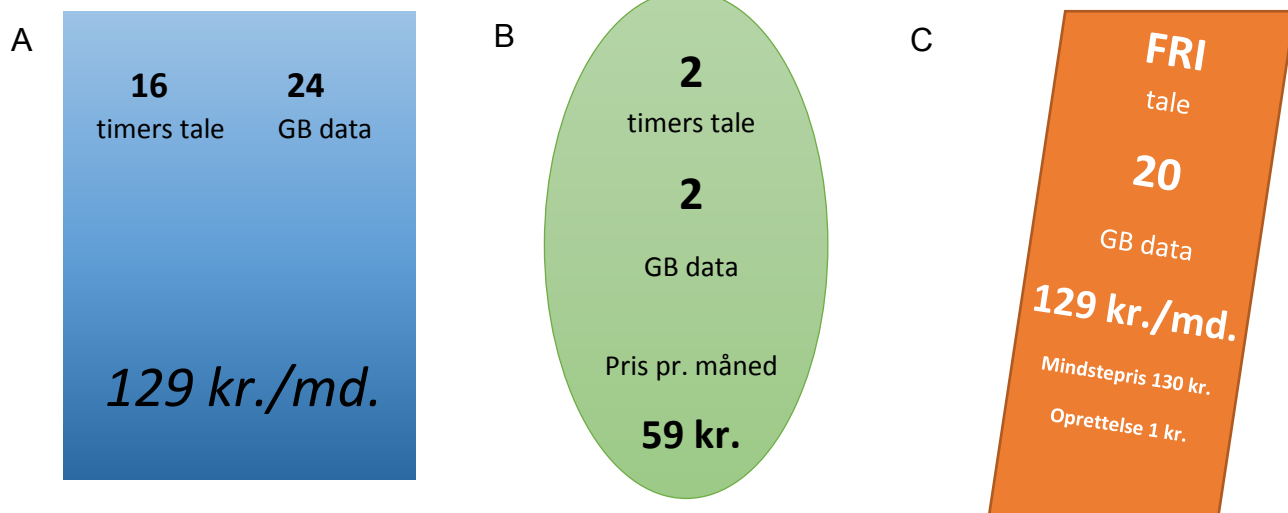 A
16 24
timers tale GB data
129 kr./md.
B
2
timers tale
2
GB data
Pris pr. måned
59 kr.
C
FRI
tale
20
GB data
129 kr./md.
Mindstepris 130 kr.
Oprettelse 1 kr.